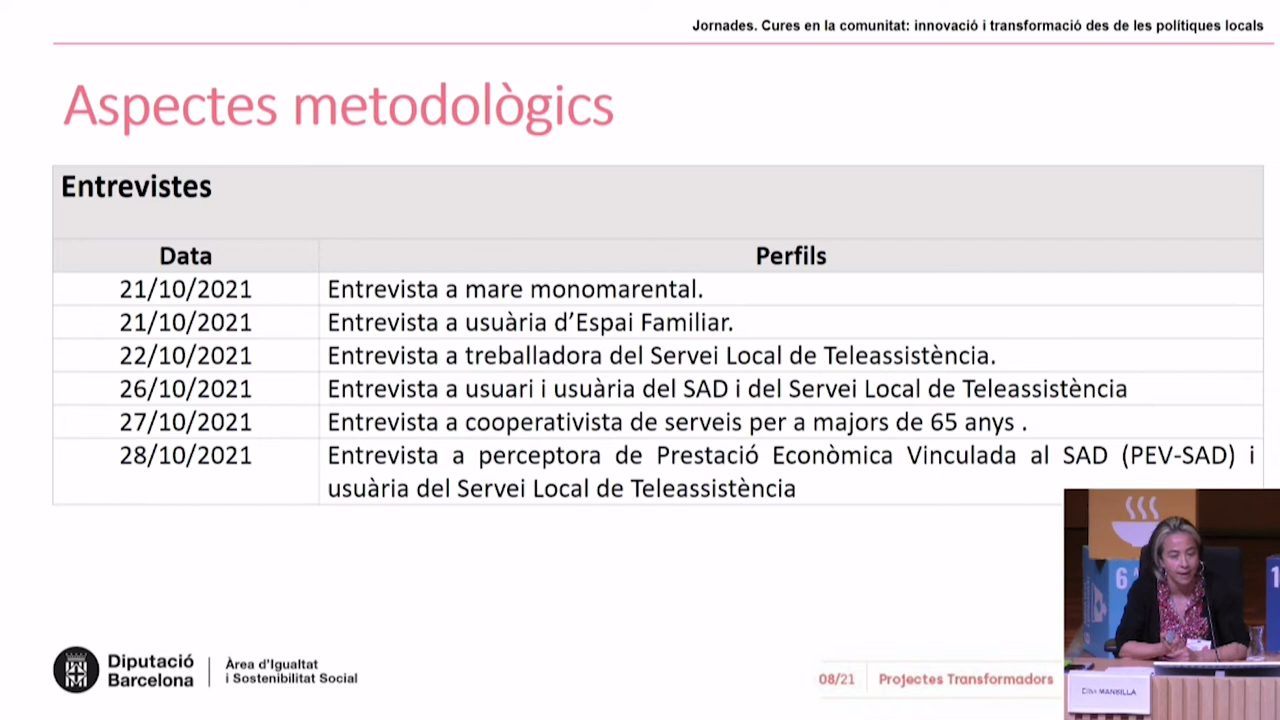 Jornades. Cures en la comunitat: innovació i transformació des de les polítiques locals
Aspectes metodològics
Entrevistes
Data Perfils
21/10/2021 Entrevista a mare monomarental.
21/10/2021 Entrevista a usuària d’Espai Familiar.
22/10/2021 Entrevista a treballadora del Servei Local de Teleassistència.
26/10/2021 Entrevista a usuari i usuària del SAD i del Servei Local de Teleassistència
27/10/2021 Entrevista a cooperativista de serveis per a majors de 65 anys .
28/10/2021 Entrevista a perceptora de Prestació Econòmica Vinculada al SAD (PEV-SAD) i
usuària del Servei Local de Teleassistència
6
Diputació
Barcelona
Àrea d’Igualtat
i Sostenibilitat Social
08/21 Projectes Transformadors
MANSILLA